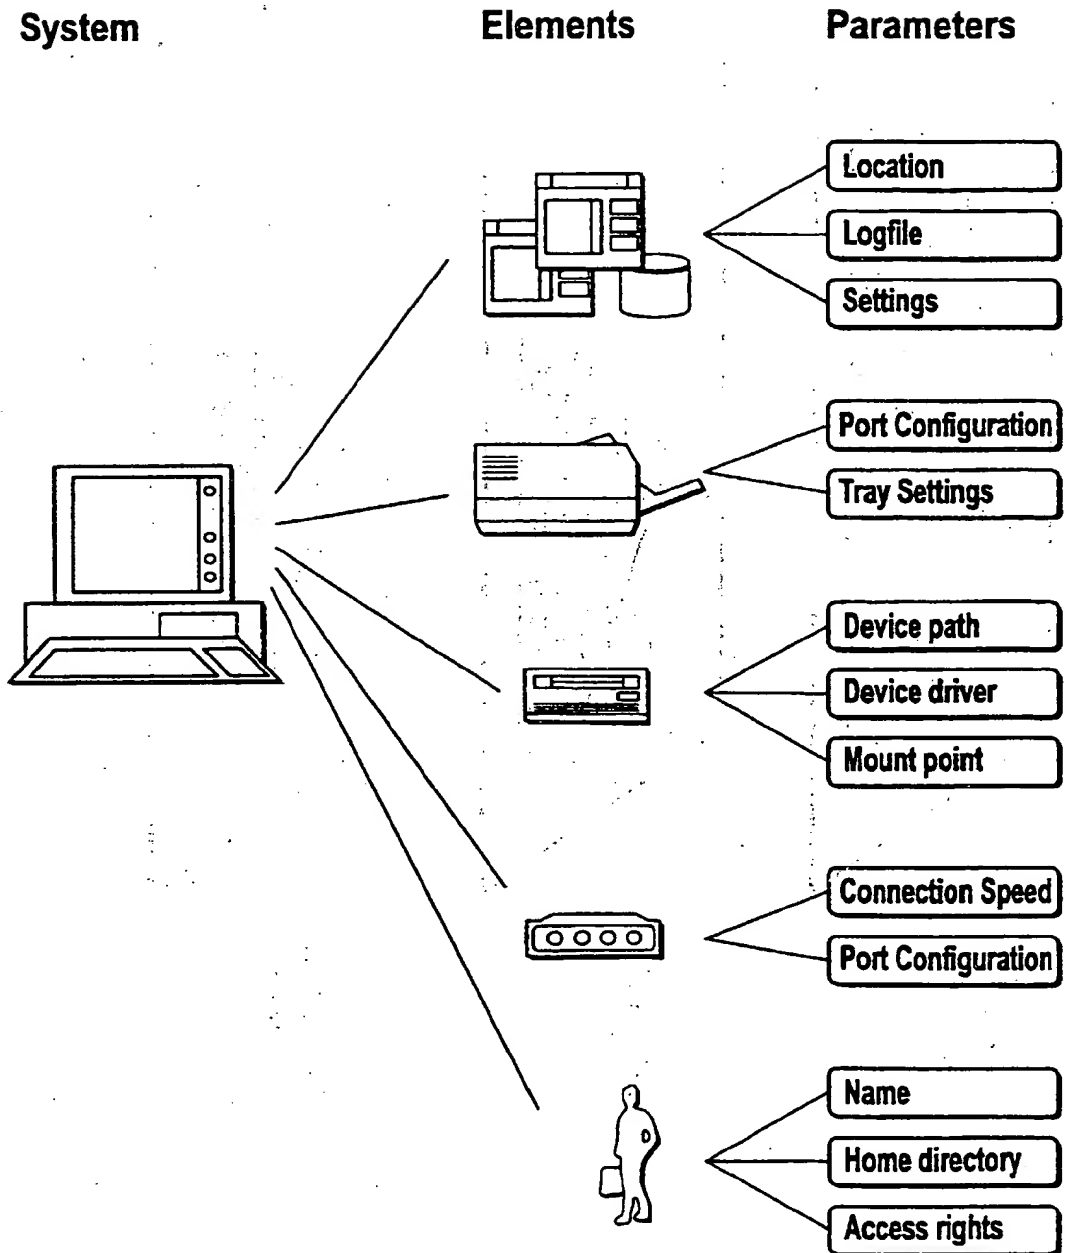 System
Elements
Parameters
Location
Logfile
Settings
Port Configuration
Tray Settings
Device path
Device driver
Mount point
Connection Speed
Port Configuration
Name
Home directory
Access rights